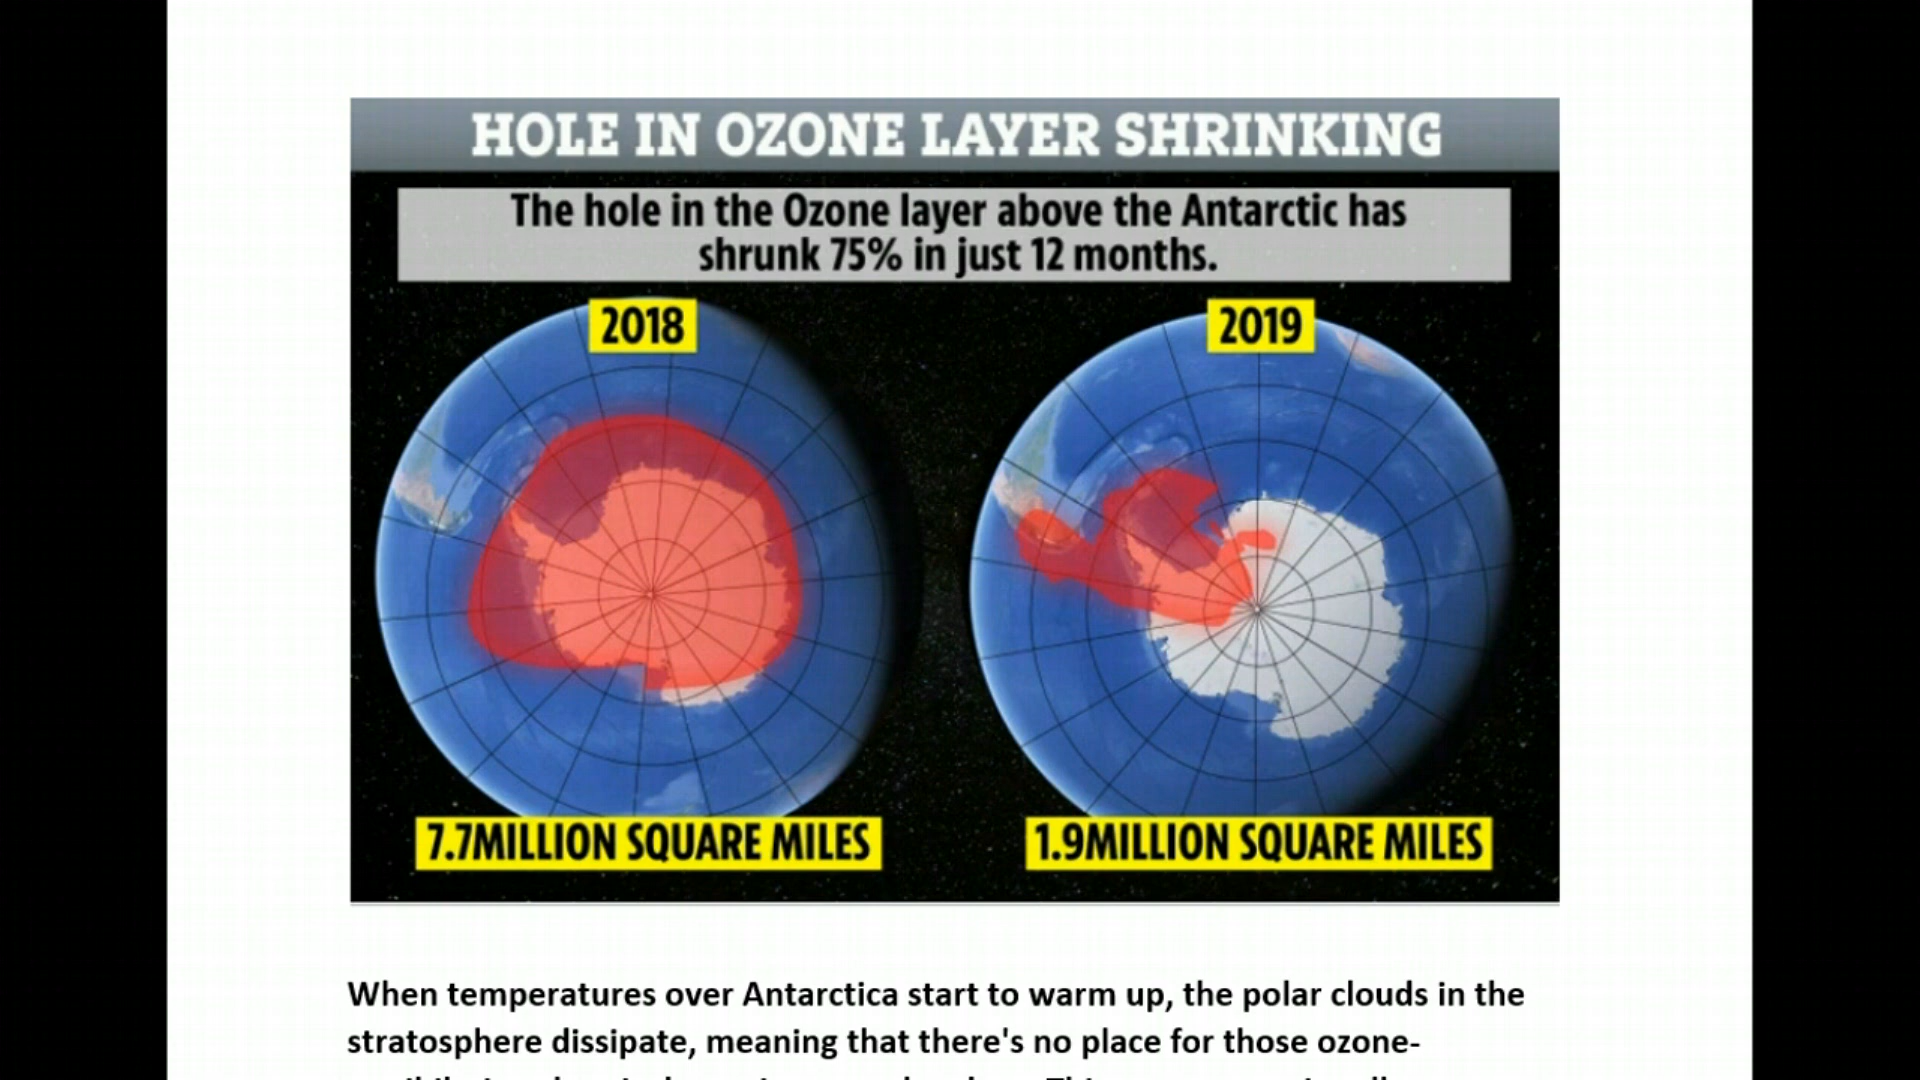 HOLE IN OZONE LAYER SHRINKING
The hole in the Ozone layer above the Antarctic has
shrunk 75% in just 12 months.
2018
2019
7.7MILLION SQUARE MILES
1.9MILLION SQUARE MILES
When temperatures over Antarctica start to warm up, the polar clouds in the
stratosphere dissipate, meaning that there's no place for those ozone-